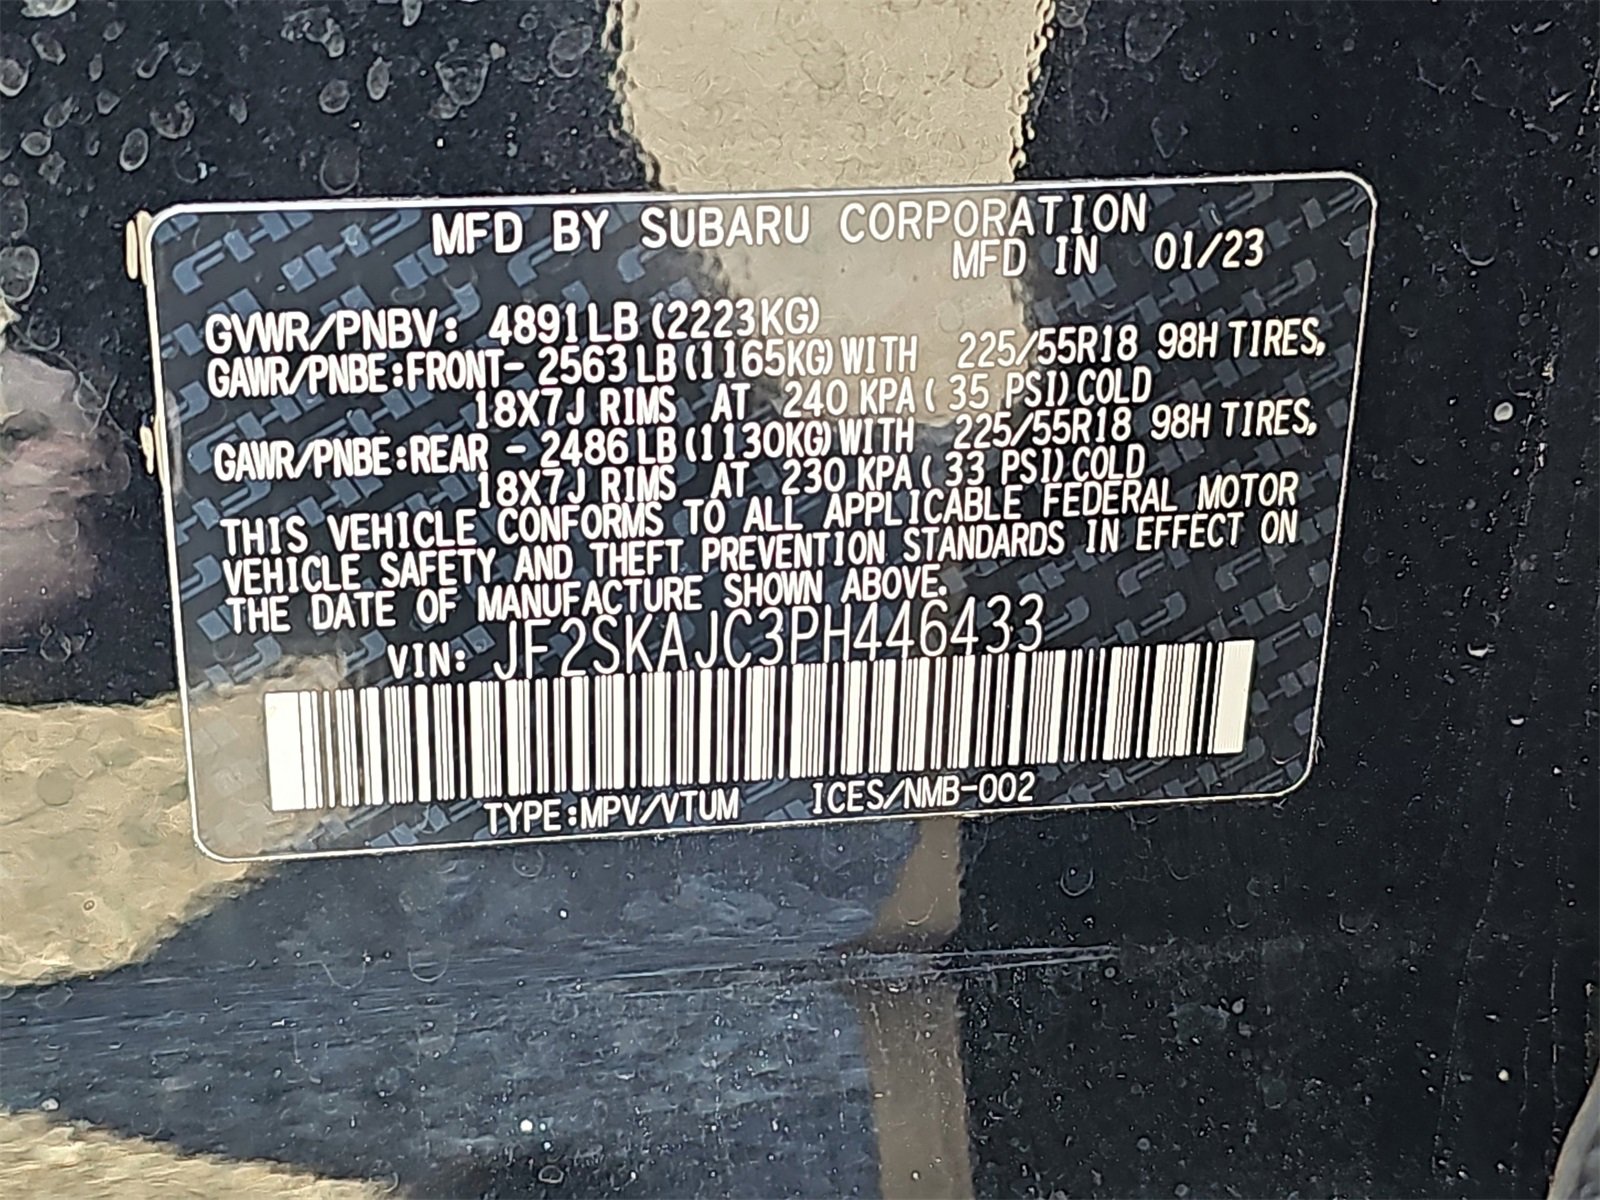 MFD BY SUBARU CORPORATION
MFD IN 01/23
GVWR/PNBV: 4891LB (2223KG)
GAWR/PNBE:FRONT- 2563 LB (1165KG) WITH 225/55R18 98H TIRES,
18X7J RIMS AT 240 KPA ( 35 PSI) COLD
GAWR/PNBE:REAR - 2486 LB (1130KG) WITH 225/55R18 98H TIRES,
18X7J RIMS AT 230 KPA ( 33 PSI) COLD
THIS VEHICLE CONFORMS TO ALL APPLICABLE FEDERAL MOTOR
VEHICLE SAFETY AND THEFT PREVENTION STANDARDS IN EFFECT ON
THE DATE OF MANUFACTURE SHOWN ABOVE.
VIN: JF2SKAJC3PH446433
TYPE:MPV/VTUM ICES/NMB-002